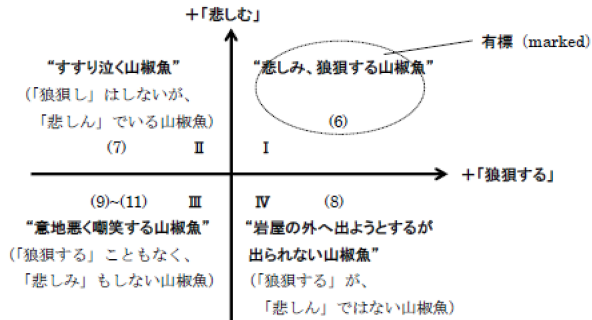 ＋「悲しむ」
有標（marked）
“すすり泣く山椒魚”
（「狼狽し」はしないが、
「悲しん」でいる山椒魚）
(7)
Ⅱ
“悲しみ、狼狽する山椒魚”
(6)
Ⅰ
＋「狼狽する」
(9)~(11)
Ⅲ
“意地悪く嘲笑する山椒魚”
（「狼狽する」こともなく、
「悲しみ」もしない山椒魚）
Ⅳ
(8)
“岩屋の外へ出ようとするが
出られない山椒魚”
（「狼狽する」が、
「悲しん」ではない山椒魚）